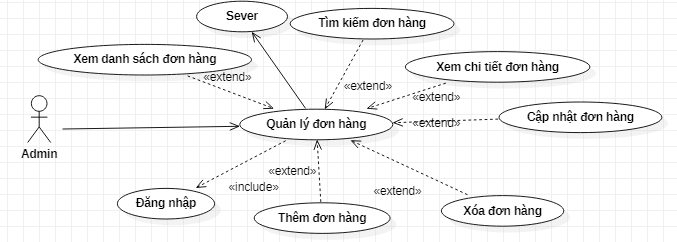 Sever
Tìm kiếm đơn hàng
Xem danh sách đơn hàng
Xem chi tiết đơn hàng
«extend»
«extend»
«extend»
Quản lý đơn hàng
«extend»
Cập nhật đơn hàng
Admin
«extend»
«include»
«extend»
Đăng nhập
Thêm đơn hàng
Xóa đơn hàng